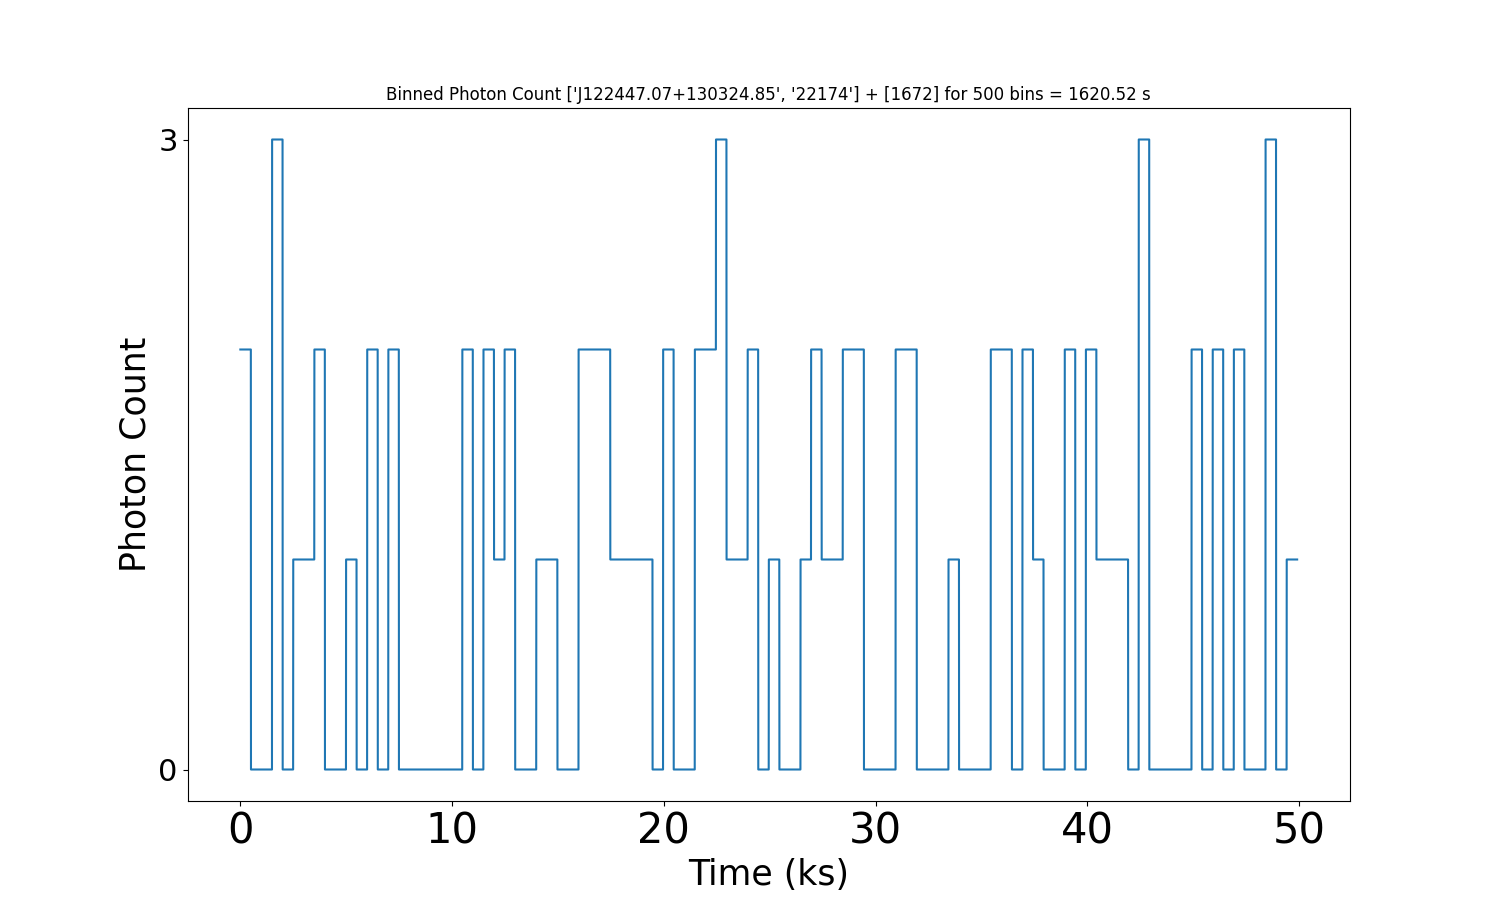 Binned Photon Count ['J122447.07+130324.85', '22174'] + [1672] for 500 bins = 1620.52 s
3
Photon Count
0
0 10 20 30 40 50
Time (ks)